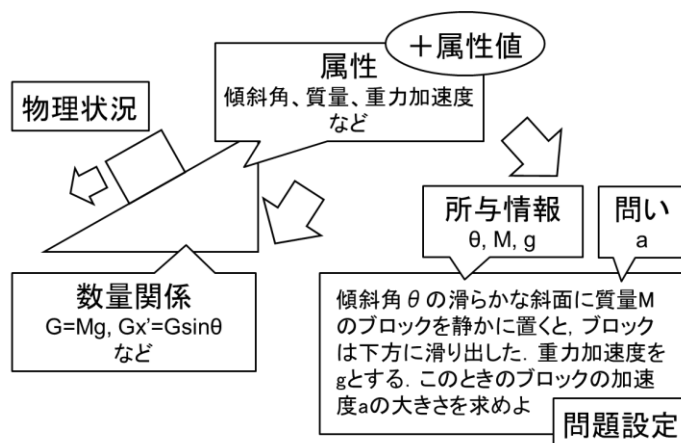 ＋属性値
属性
傾斜角、質量、重力加速度
など
物理状況
所与情報
θ, M, g
問い
a
数量関係
G=Mg, Gx’=Gsinθ
など
傾斜角θの滑らかな斜面に質量M
のブロックを静かに置くと，ブロック
は下方に滑り出した．重力加速度を
gとする．このときのブロックの加速
度aの大きさを求めよ
問題設定